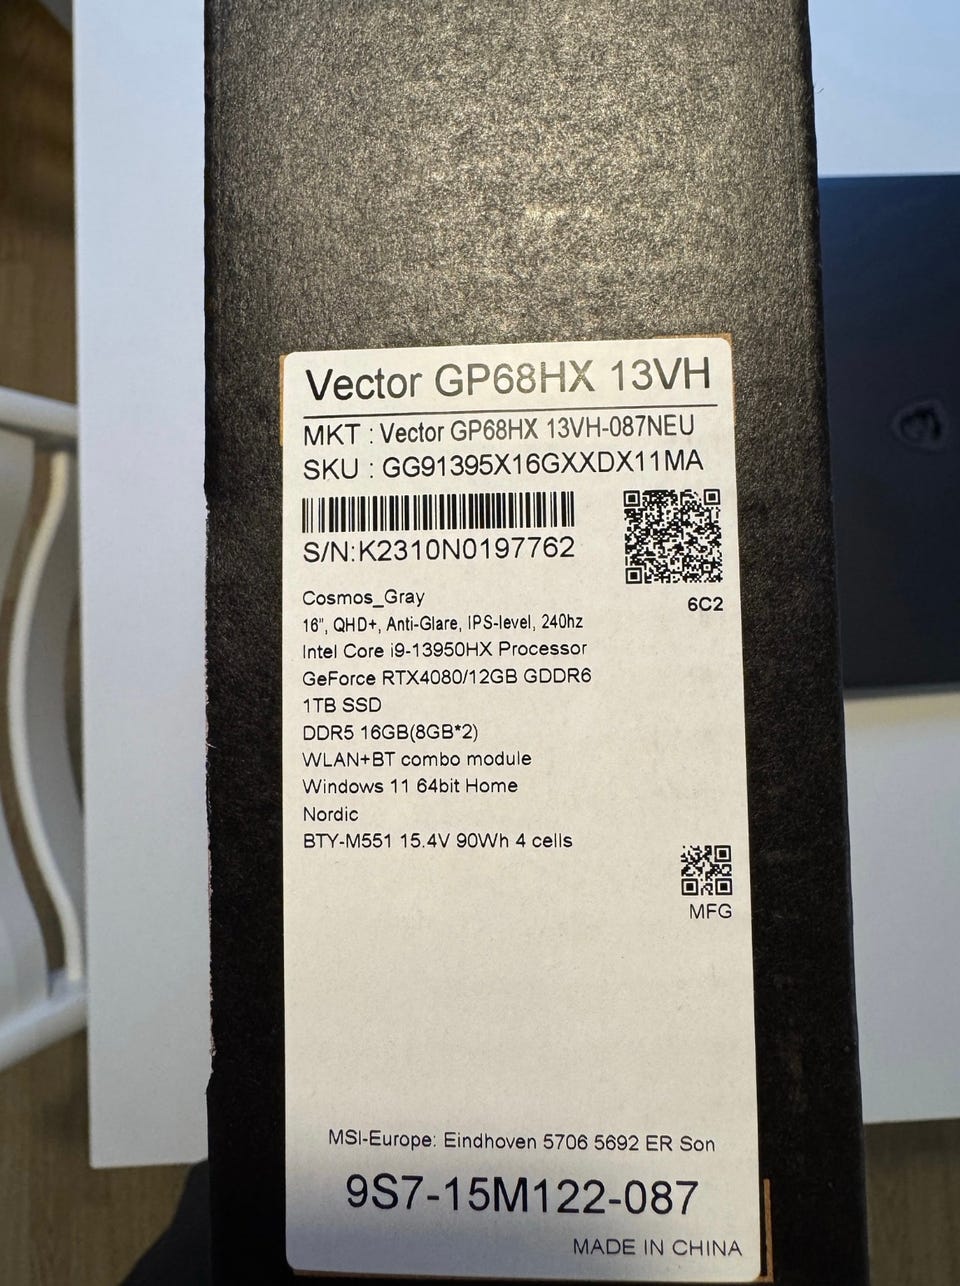 Vector GP68HX 13VH
MKT : Vector GP68HX 13VH-087NEU
SKU : GG91395X16GXXDX11MA
S/N:K2310N0197762
6C2
Cosmos_Gray
16", QHD+, Anti-Glare, IPS-level, 240hz
Intel Core i9-13950HX Processor
GeForce RTX4080/12GB GDDR6
1TB SSD
DDR5 16GB(8GB*2)
WLAN+BT combo module
Windows 11 64bit Home
Nordic
BTY-M551 15.4V 90Wh 4 cells
MFG
MSI-Europe: Eindhoven 5706 5692 ER Son
9S7-15M122-087
MADE IN CHINA